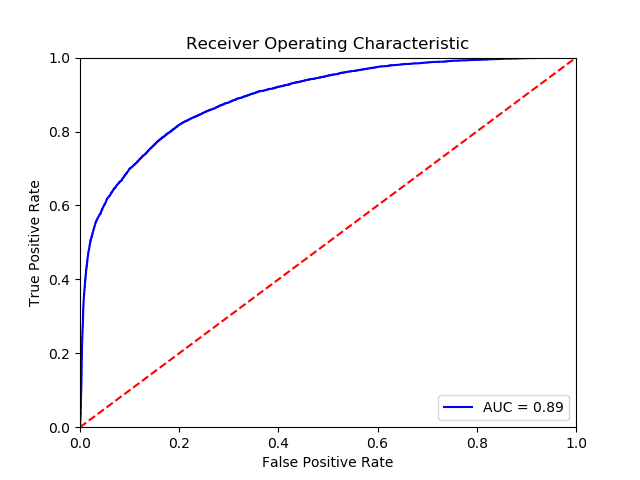 Receiver Operating Characteristic
True Positive Rate
1.0
0.8
0.6
0.4
0.2
0.0
AUC = 0.89
0.0 0.2 0.4 0.6 0.8 1.0
False Positive Rate